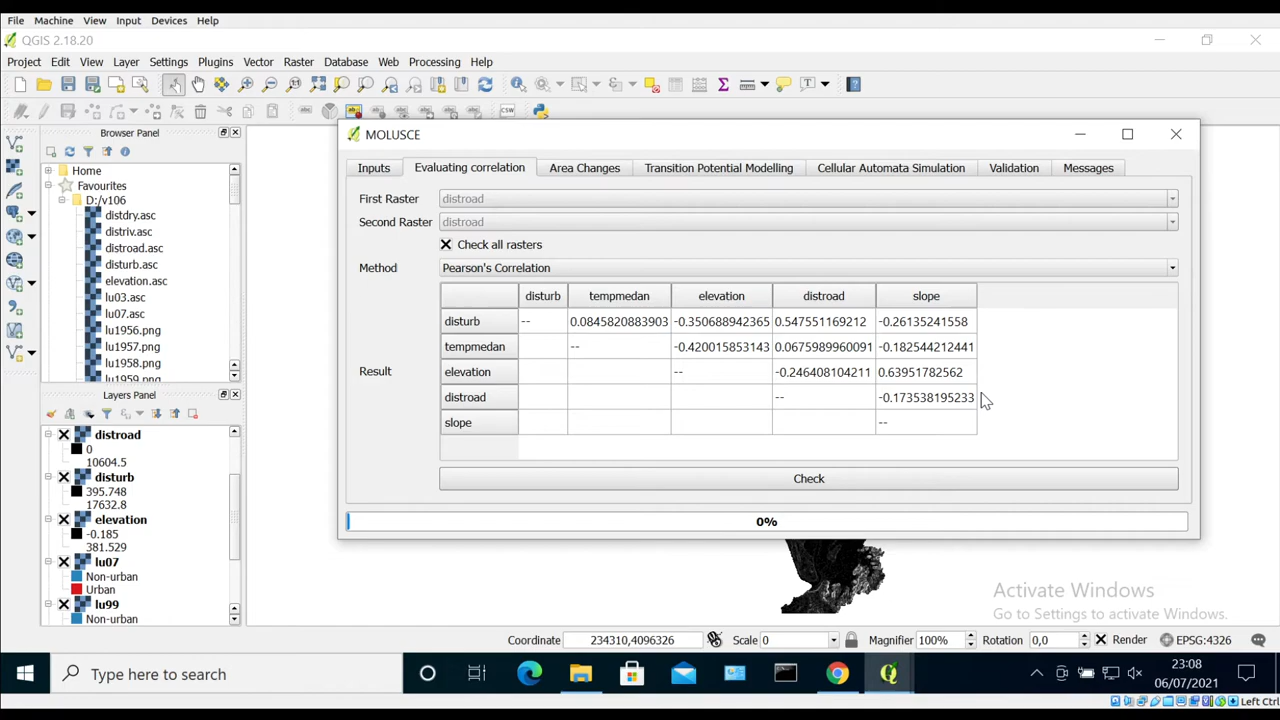 File Machine View Input Devices Help
QGIS 2.18.20
Project Edit View Layer Settings Plugins Vector Raster Database Web Processing Help
Browser Panel
Home
Favourites
D:/v106
distdry.asc
distriv.asc
distroad.asc
disturb.asc
elevation.asc
lu03.asc
lu07.asc
lu1956.png
lu1957.png
lu1958.png
lu1959.png
Layers Panel
distroad
0
10604.5
disturb
395.748
17632.8
elevation
-0.185
381.529
lu07
Non-urban
Urban
lu99
Non-urban
MOLUSCE
Inputs Evaluating correlation Area Changes Transition Potential Modelling Cellular Automata Simulation Validation Messages
First Raster distroad
Second Raster distroad
Check all rasters
Method Pearson's Correlation
disturb tempmedan elevation distroad slope
disturb -- 0.0845820883903 -0.350688942365 0.547551169212 -0.26135241558
tempmedan -- -0.420015853143 0.0675989960091 -0.182544212441
Result
elevation -- -0.246408104211 0.63951782562
distroad -- -0.173538195233
slope --
Check
0%
Activate Windows
Go to Settings to activate Windows.
Coordinate 234310,4096326 Scale 0 Magnifier 100% Rotation 0,0 Render EPSG:4326
Type here to search
23:08
06/07/2021
Left Ctrl